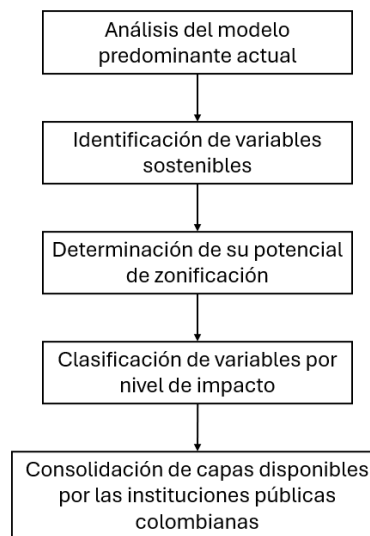 Análisis del modelo
predominante actual
Identificación de variables
sostenibles
Determinación de su potencial
de zonificación
Clasificación de variables por
nivel de impacto
Consolidación de capas disponibles
por las instituciones públicas
colombianas